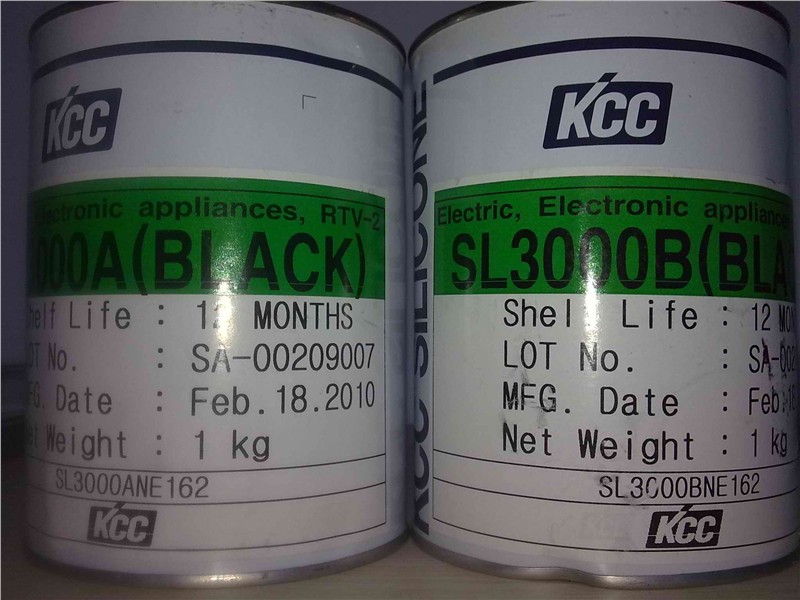 KCC
Electronic appliances, RTV-2
000A(BLACK)
Shelf Life : 12 MONTHS
LOT No. : SA-00209007
MFG. Date : Feb.18.2010
Net Weight : 1 kg
SL3000ANE162
KCC
KCC SILICONE
KCC
Electric, Electronic appliances
SL3000B(BLA
Shelf Life : 12 MON
LOT No. : SA-002
MFG. Date : Feb.18
Net Weight : 1 kg
SL3000BNE162
KCC